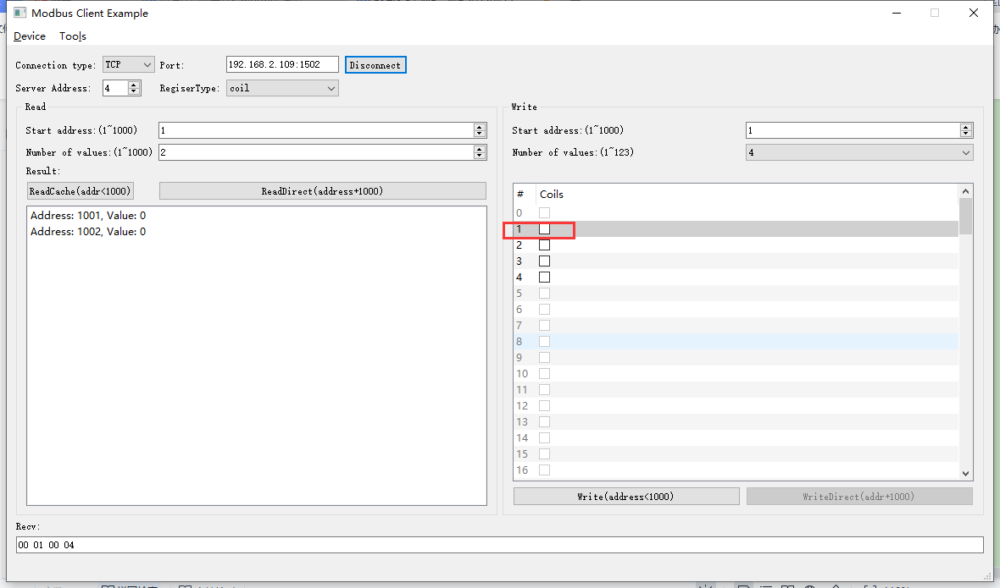 Modbus Client Example
Device Tools
Connection type: TCP Port: 192.168.2.109:1502 Disconnect
Server Address: 4 RegiserType: coil
Read
Start address:(1~1000) 1
Number of values:(1~1000) 2
Result:
ReadCache(addr<1000) ReadDirect(address+1000)
Address: 1001, Value: 0
Address: 1002, Value: 0
Write
Start address:(1~1000) 1
Number of values:(1~123) 4
# Coils
0
1
2
3
4
5
6
7
8
9
10
11
12
13
14
15
16
Write(address<1000) WriteDirect(addr+1000)
Recv:
00 01 00 04